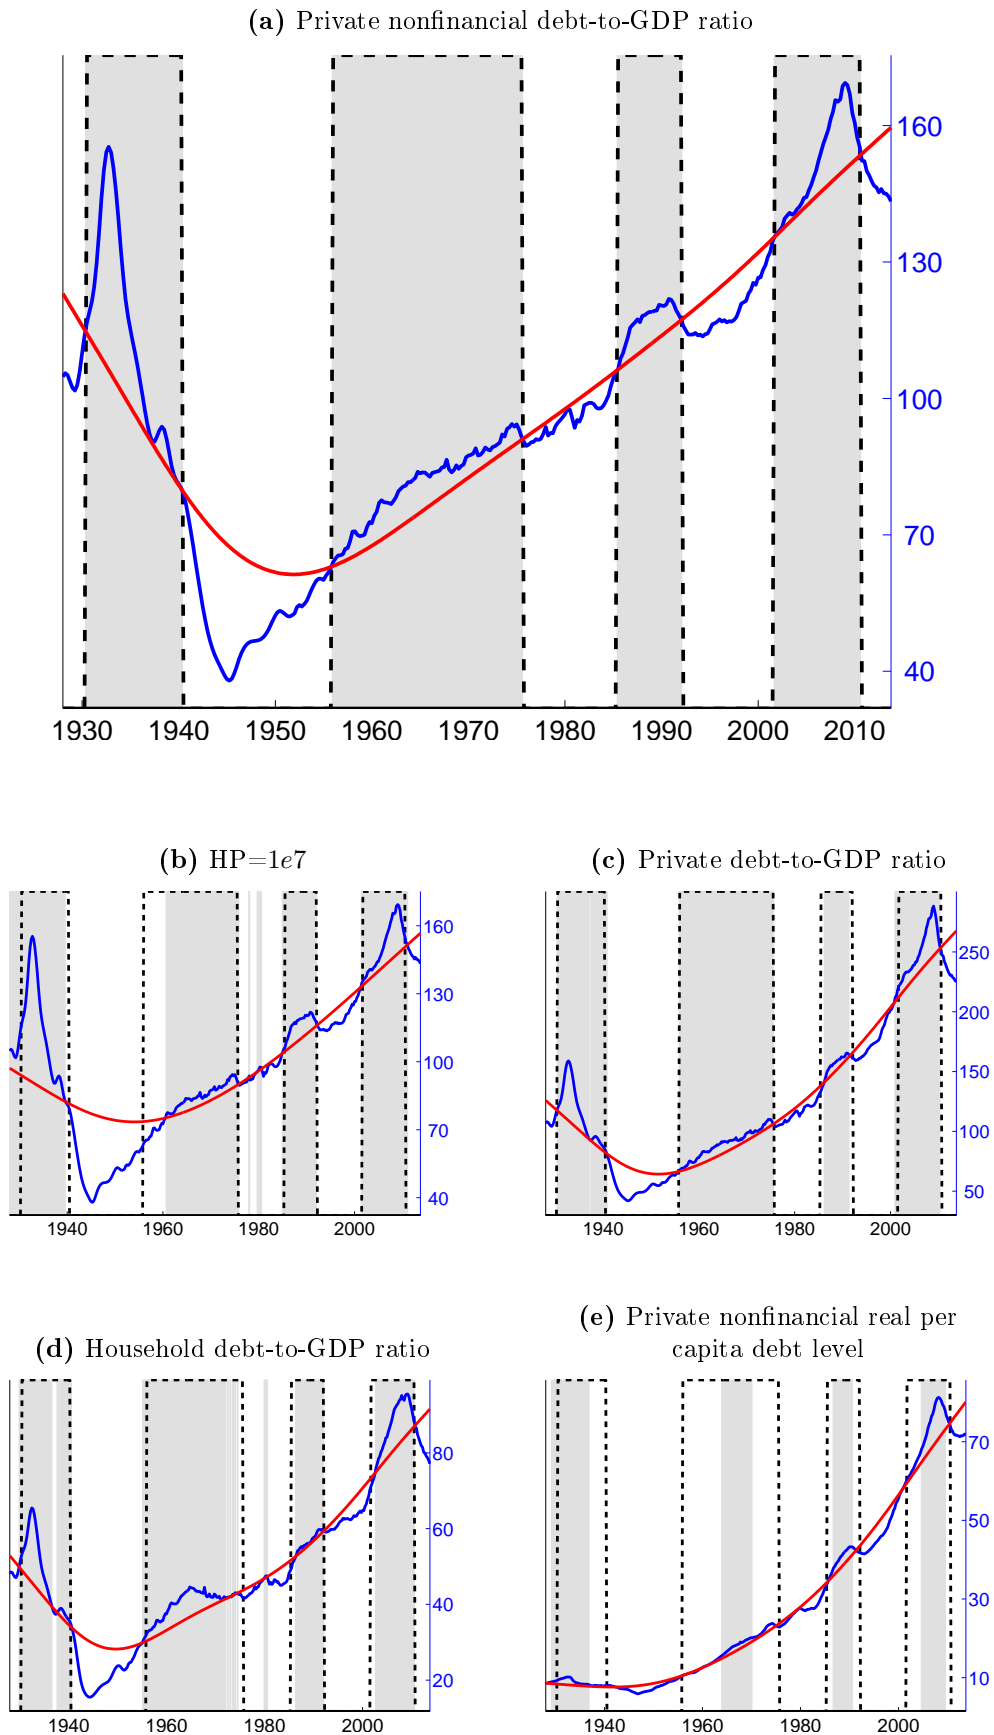 (a) Private nonfinancial debt-to-GDP ratio
160
130
100
70
40
1930 1940 1950 1960 1970 1980 1990 2000 2010
(b) HP=1e7
160
130
100
70
40
1940 1960 1980 2000
(c) Private debt-to-GDP ratio
250
200
150
100
50
1940 1960 1980 2000
(d) Household debt-to-GDP ratio
80
60
40
20
1940 1960 1980 2000
(e) Private nonfinancial real per
capita debt level
70
50
30
10
1940 1960 1980 2000